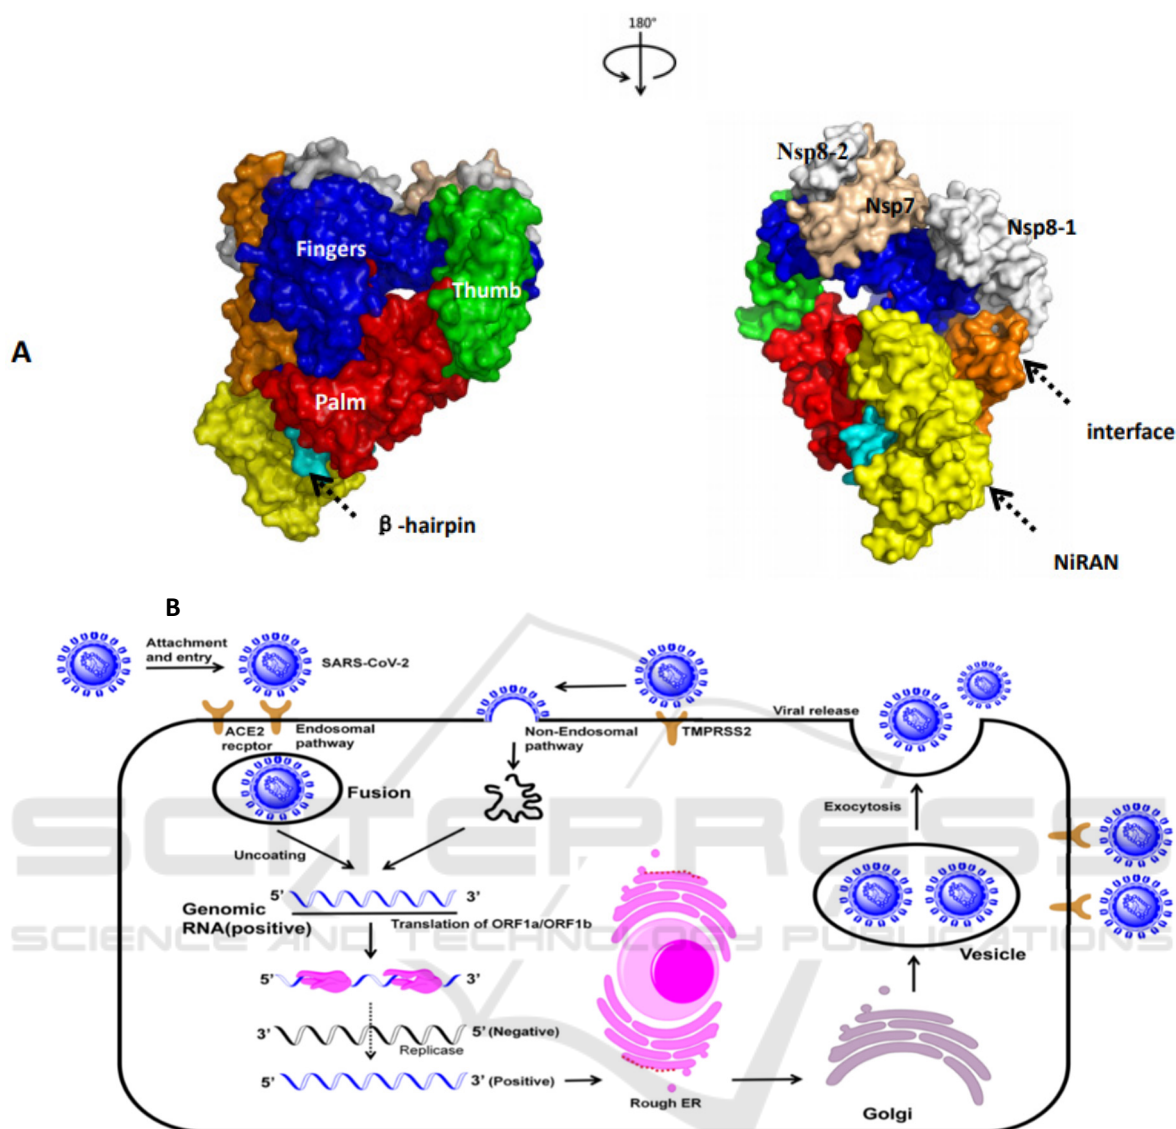 180°
Nsp8-2
Nsp7
Nsp8-1
Fingers
Thumb
A
Palm
interface
β-hairpin
NiRAN
B
Attachment
and entry
SARS-CoV-2
Viral release
ACE2
recptor
Endosomal
pathway
Non-Endosomal
pathway
TMPRSS2
Fusion
Exocytosis
Uncoating
5’ 3’
Genomic
RNA(positive)
Translation of ORF1a/ORF1b
Vesicle
5’ 3’
3’ 5’ (Negative)
Replicase
5’ 3’ (Positive)
Rough ER
Golgi
SCITEPRESS
SCIENCE AND TECHNOLOGY PUBLICATIONS